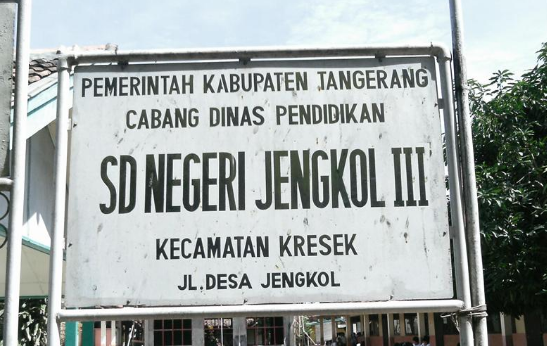 PEMERINTAH KABUPATEN TANGERANG
CABANG DINAS PENDIDIKAN
SD NEGERI JENGKOL III
KECAMATAN KRESEK
JL. DESA JENGKOL